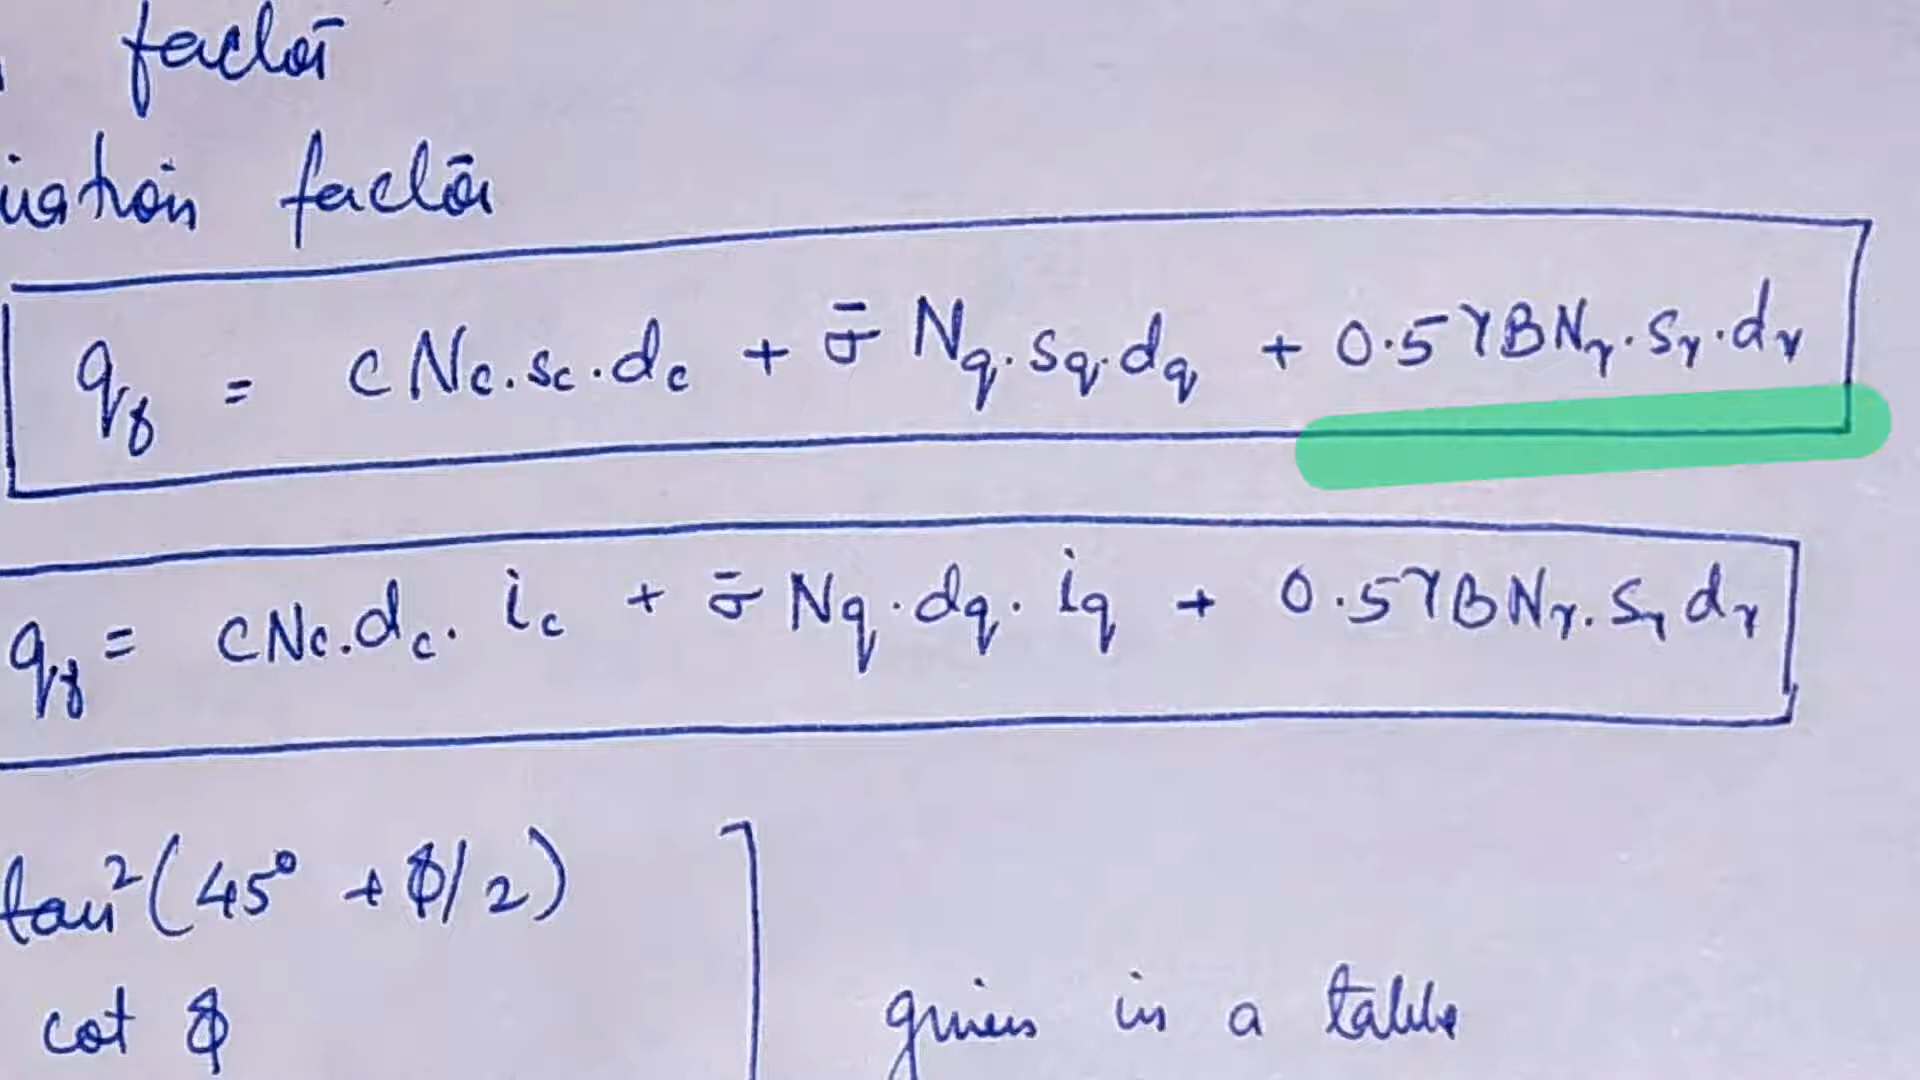 factor
factor
qf = cNc.sc.dc + σ̄ Nq.sq.dq + 0.5γBNγ.sγ.dγ
qf = cNc.dc.ic + σ̄ Nq.dq.iq + 0.5γBNγ.sγ dγ
tan²(45° + φ/2)
cot φ
given in a table